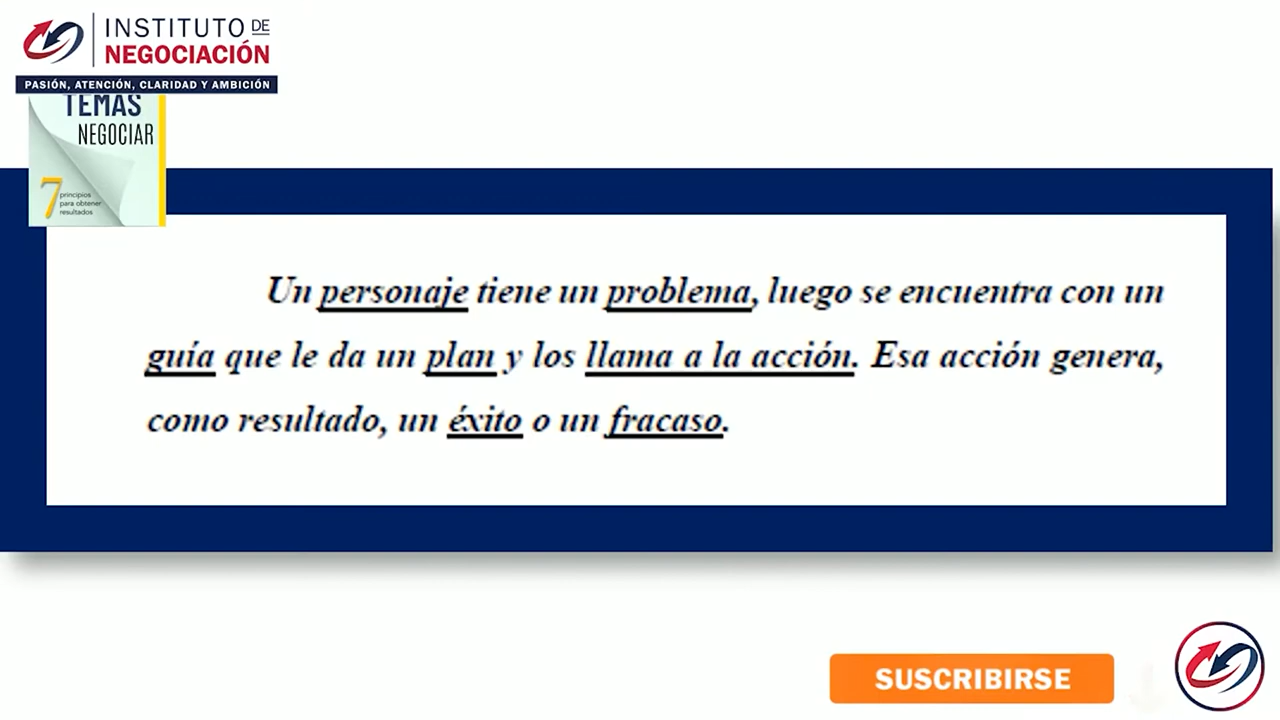 INSTITUTO DE
NEGOCIACIÓN
PASIÓN, ATENCIÓN, CLARIDAD Y AMBICIÓN
TEMAS
NEGOCIAR
7 principios
para obtener
resultados
Un personaje tiene un problema, luego se encuentra con un
guía que le da un plan y los llama a la acción. Esa acción genera,
como resultado, un éxito o un fracaso.
SUSCRIBIRSE